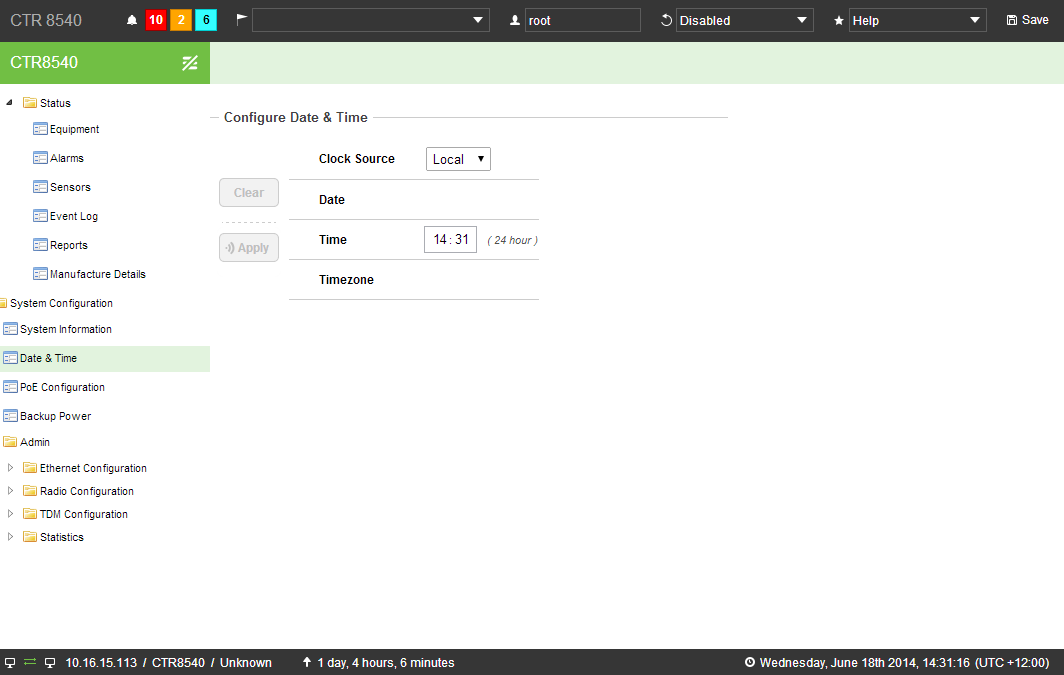 CTR 8540 10 2 6 root Disabled Help Save
CTR8540
Status
Equipment
Alarms
Sensors
Event Log
Reports
Manufacture Details
System Configuration
System Information
Date & Time
PoE Configuration
Backup Power
Admin
Ethernet Configuration
Radio Configuration
TDM Configuration
Statistics
Configure Date & Time
Clock Source Local
Clear
Date
Time 14 : 31 ( 24 hour )
Apply
Timezone
10.16.15.113 / CTR8540 / Unknown 1 day, 4 hours, 6 minutes Wednesday, June 18th 2014, 14:31:16 (UTC +12:00)